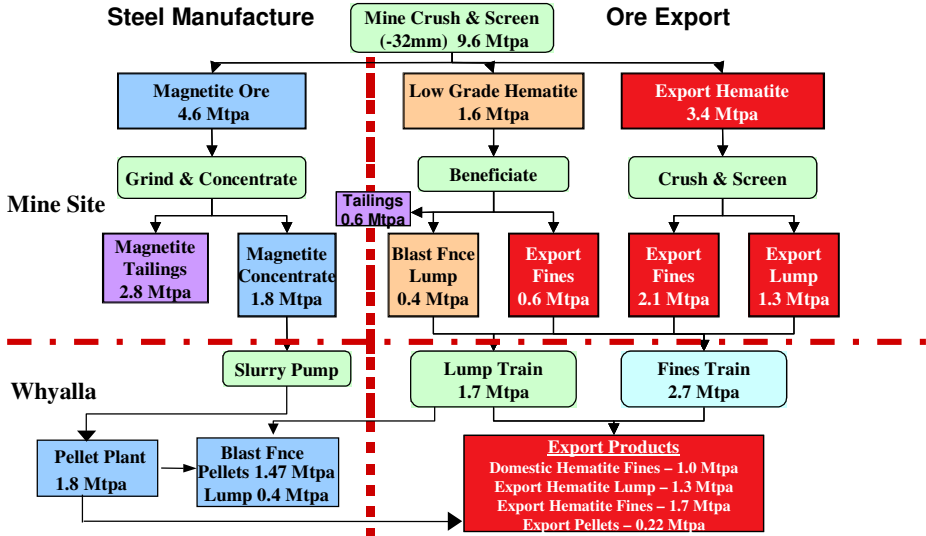 Steel Manufacture
Mine Crush & Screen
(-32mm)  9.6 Mtpa
Ore Export
Magnetite Ore
4.6 Mtpa
Low Grade Hematite
1.6 Mtpa
Export Hematite
3.4 Mtpa
Grind & Concentrate
Beneficiate
Crush & Screen
Mine Site
Tailings
0.6 Mtpa
Magnetite
Tailings
2.8 Mtpa
Magnetite
Concentrate
1.8 Mtpa
Blast Fnce
Lump
0.4 Mtpa
Export
Fines
0.6 Mtpa
Export
Fines
2.1 Mtpa
Export
Lump
1.3 Mtpa
Slurry Pump
Lump Train
1.7 Mtpa
Fines Train
2.7 Mtpa
Whyalla
Pellet Plant
1.8 Mtpa
Blast Fnce
Pellets 1.47 Mtpa
Lump 0.4 Mtpa
Export Products
Domestic Hematite Fines – 1.0 Mtpa
Export Hematite Lump – 1.3 Mtpa
Export Hematite Fines – 1.7 Mtpa
Export Pellets – 0.22 Mtpa